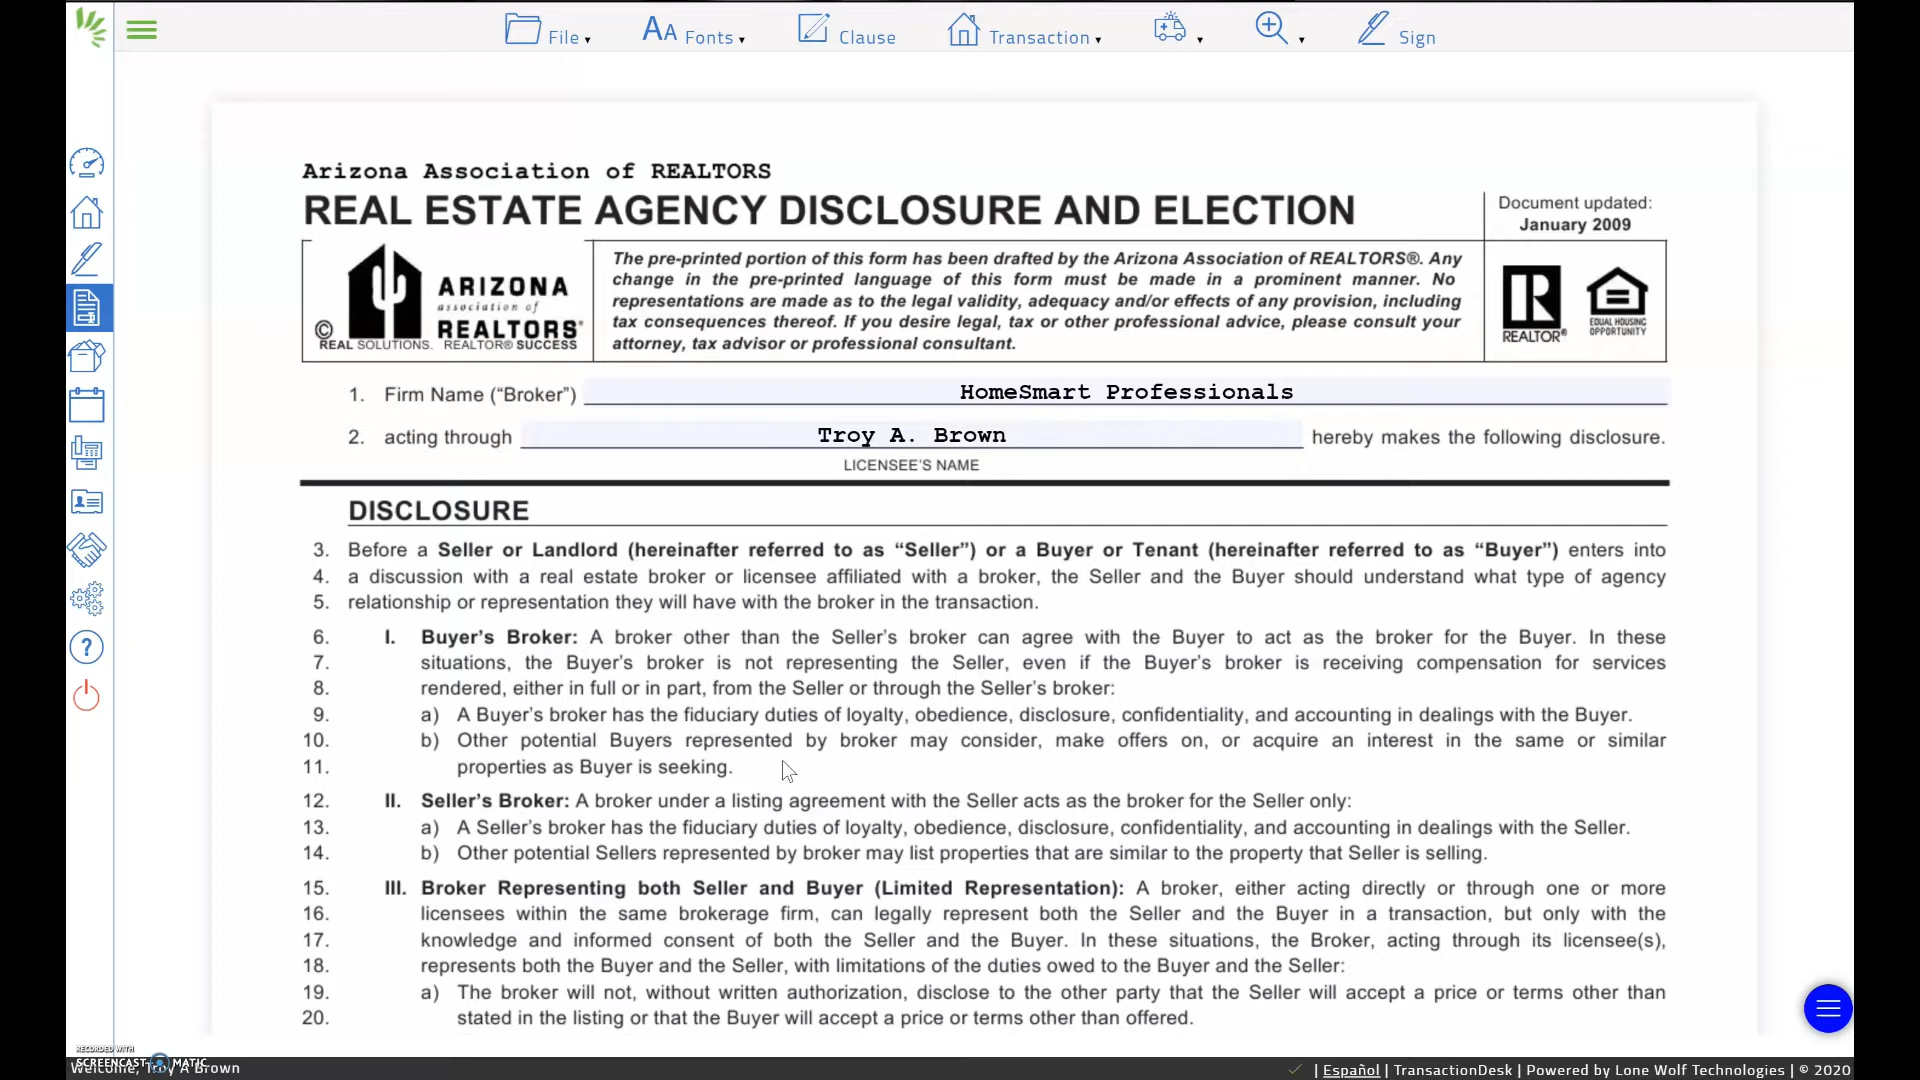 File
Fonts
Clause
Transaction
Sign
Arizona Association of REALTORS
REAL ESTATE AGENCY DISCLOSURE AND ELECTION
Document updated:
January 2009
ARIZONA
association of
REALTORS®
©
REAL SOLUTIONS. REALTOR® SUCCESS
The pre-printed portion of this form has been drafted by the Arizona Association of REALTORS®. Any
change in the pre-printed language of this form must be made in a prominent manner. No
representations are made as to the legal validity, adequacy and/or effects of any provision, including
tax consequences thereof. If you desire legal, tax or other professional advice, please consult your
attorney, tax advisor or professional consultant.
REALTOR®
EQUAL HOUSING
OPPORTUNITY
1. Firm Name (“Broker”) HomeSmart Professionals
2. acting through Troy A. Brown hereby makes the following disclosure.
LICENSEE’S NAME
DISCLOSURE
3. Before a Seller or Landlord (hereinafter referred to as “Seller”) or a Buyer or Tenant (hereinafter referred to as “Buyer”) enters into
4. a discussion with a real estate broker or licensee affiliated with a broker, the Seller and the Buyer should understand what type of agency
5. relationship or representation they will have with the broker in the transaction.
6. I. Buyer’s Broker: A broker other than the Seller’s broker can agree with the Buyer to act as the broker for the Buyer. In these
7. situations, the Buyer’s broker is not representing the Seller, even if the Buyer’s broker is receiving compensation for services
8. rendered, either in full or in part, from the Seller or through the Seller’s broker:
9. a) A Buyer’s broker has the fiduciary duties of loyalty, obedience, disclosure, confidentiality, and accounting in dealings with the Buyer.
10. b) Other potential Buyers represented by broker may consider, make offers on, or acquire an interest in the same or similar
11. properties as Buyer is seeking.
12. II. Seller’s Broker: A broker under a listing agreement with the Seller acts as the broker for the Seller only:
13. a) A Seller’s broker has the fiduciary duties of loyalty, obedience, disclosure, confidentiality, and accounting in dealings with the Seller.
14. b) Other potential Sellers represented by broker may list properties that are similar to the property that Seller is selling.
15. III. Broker Representing both Seller and Buyer (Limited Representation): A broker, either acting directly or through one or more
16. licensees within the same brokerage firm, can legally represent both the Seller and the Buyer in a transaction, but only with the
17. knowledge and informed consent of both the Seller and the Buyer. In these situations, the Broker, acting through its licensee(s),
18. represents both the Buyer and the Seller, with limitations of the duties owed to the Buyer and the Seller:
19. a) The broker will not, without written authorization, disclose to the other party that the Seller will accept a price or terms other than
20. stated in the listing or that the Buyer will accept a price or terms other than offered.
RECORDED WITH
SCREENCAST-O-MATIC
Welcome, Troy A Brown
| Español | TransactionDesk | Powered by Lone Wolf Technologies | © 2020